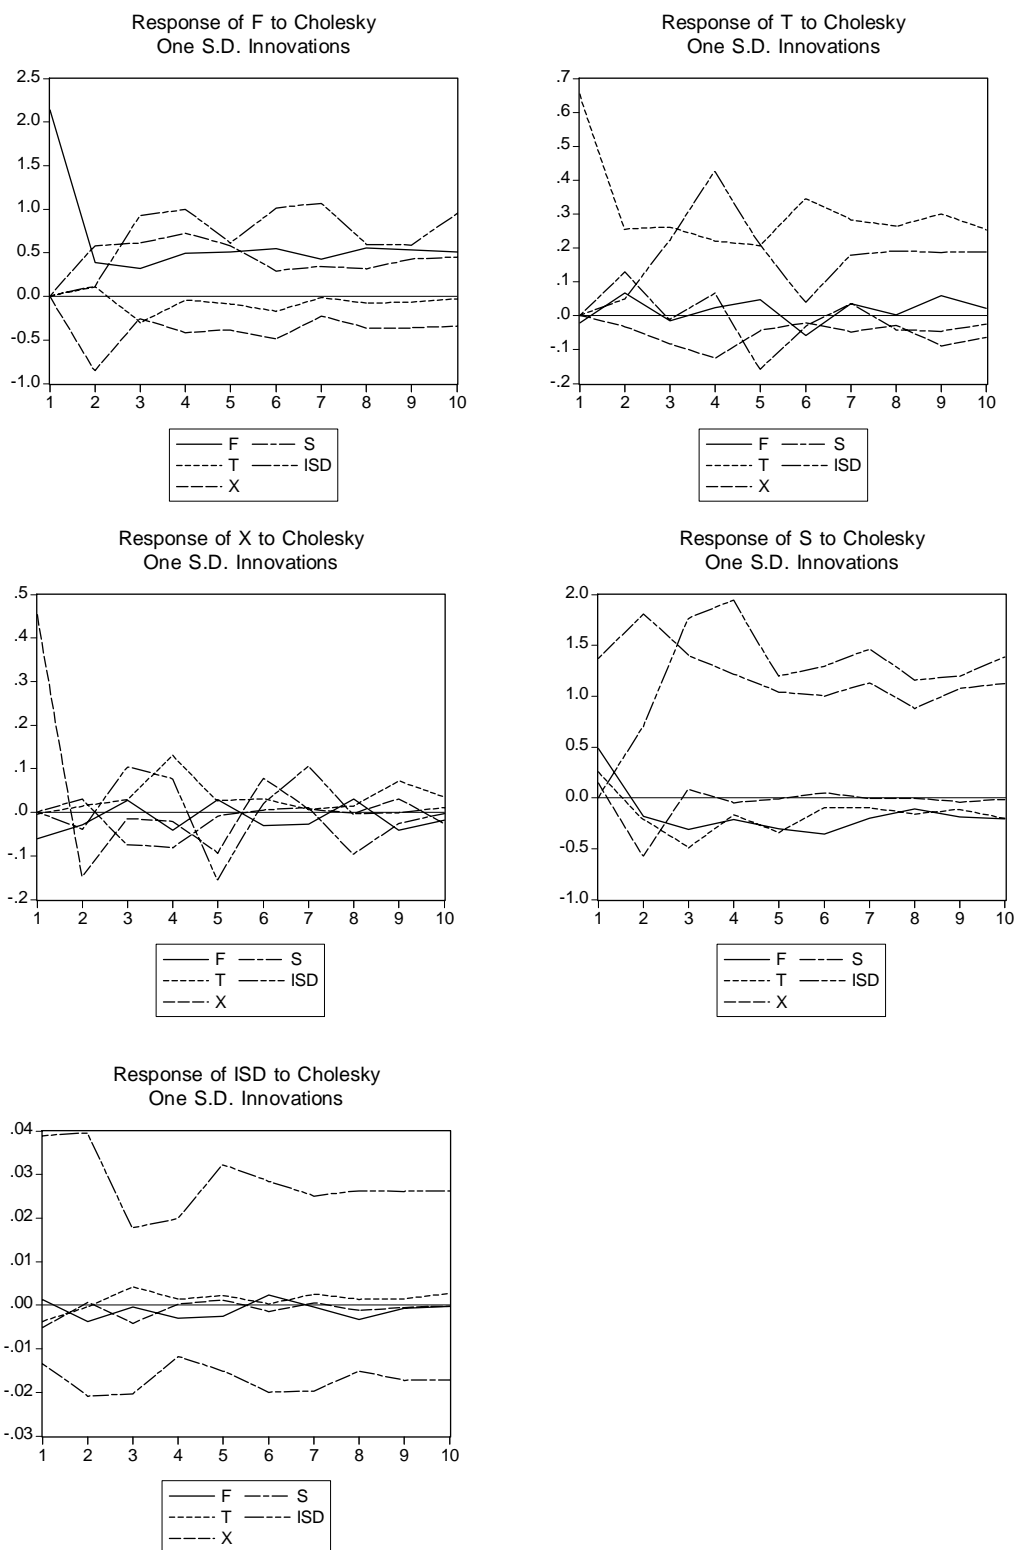 Response of F to Cholesky
One S.D. Innovations
2.5
2.0
1.5
1.0
0.5
0.0
-0.5
-1.0
1 2 3 4 5 6 7 8 9 10
F S
T ISD
X
Response of T to Cholesky
One S.D. Innovations
.7
.6
.5
.4
.3
.2
.1
.0
-.1
-.2
1 2 3 4 5 6 7 8 9 10
F S
T ISD
X
Response of X to Cholesky
One S.D. Innovations
.5
.4
.3
.2
.1
.0
-.1
-.2
1 2 3 4 5 6 7 8 9 10
F S
T ISD
X
Response of S to Cholesky
One S.D. Innovations
2.0
1.5
1.0
0.5
0.0
-0.5
-1.0
1 2 3 4 5 6 7 8 9 10
F S
T ISD
X
Response of ISD to Cholesky
One S.D. Innovations
.04
.03
.02
.01
.00
-.01
-.02
-.03
1 2 3 4 5 6 7 8 9 10
F S
T ISD
X